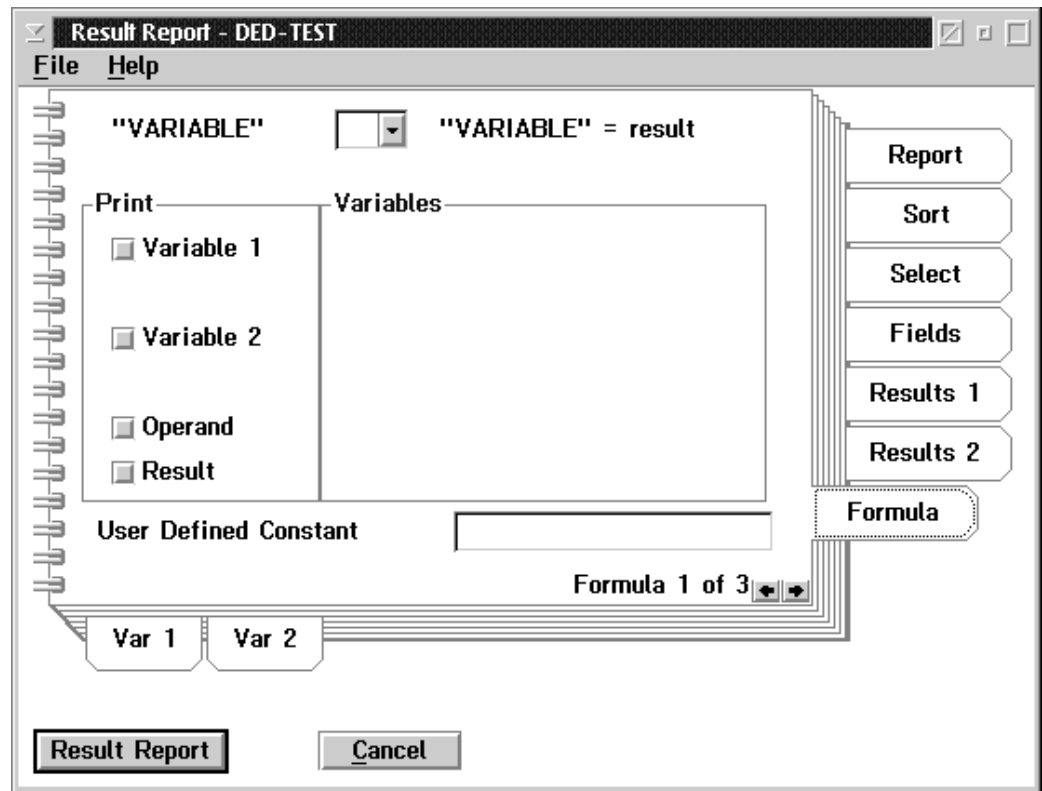 Result Report - DED-TEST
File Help
"VARIABLE" "VARIABLE" = result
Print Variables
Variable 1
Variable 2
Operand
Result
User Defined Constant
Formula 1 of 3
Report
Sort
Select
Fields
Results 1
Results 2
Formula
Var 1 Var 2
Result Report Cancel